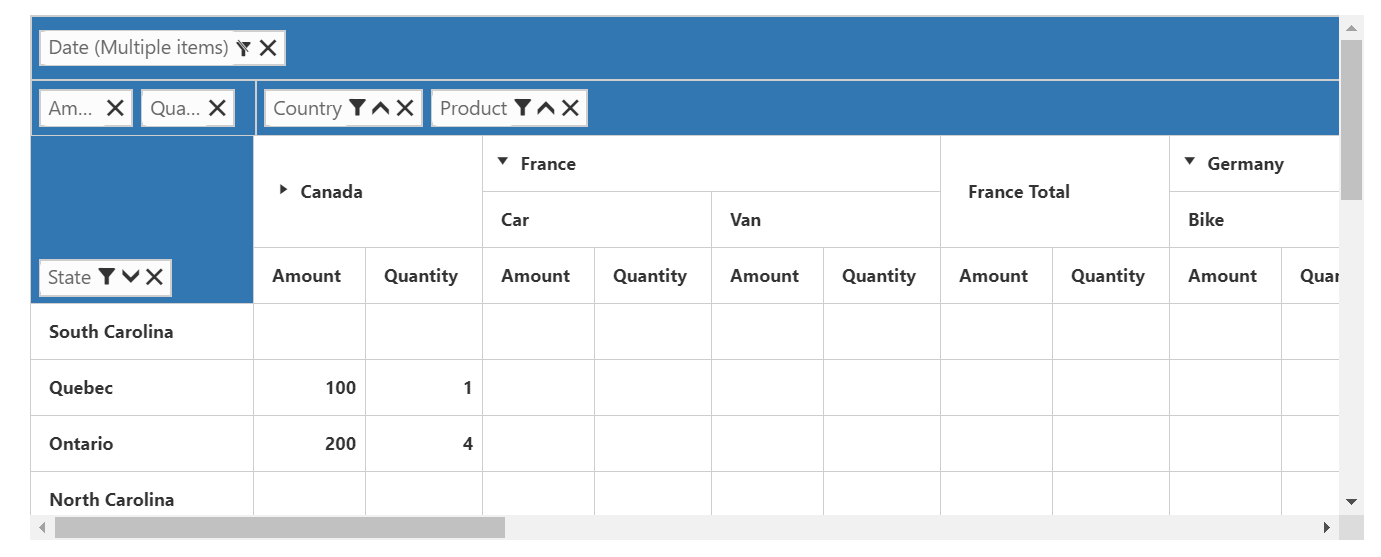 Date (Multiple items)
Am... Qua... Country Product
Canada France France Total Germany
Car Van Bike
State Amount Quantity Amount Quantity Amount Quantity Amount Quantity Amount Quar
South Carolina
Quebec 100 1
Ontario 200 4
North Carolina